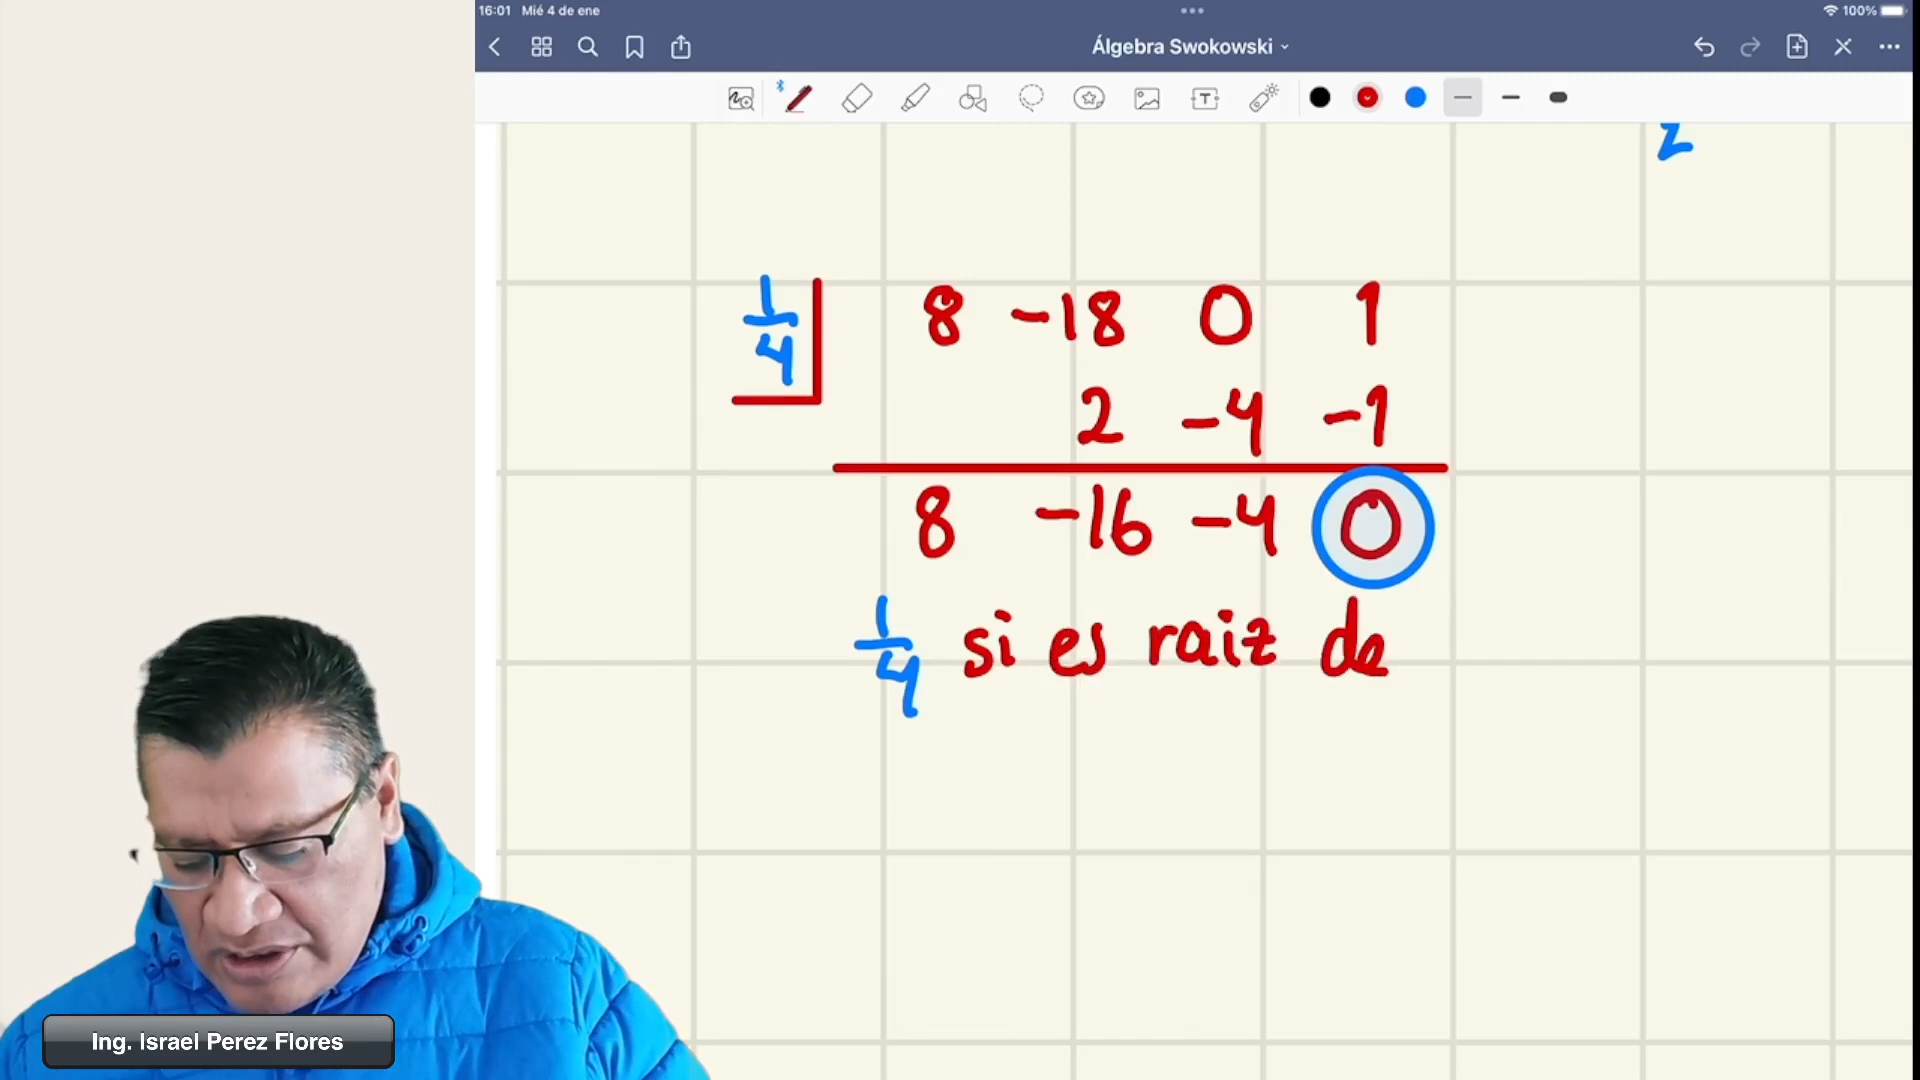 16:01 Mié 4 de ene
100%
Álgebra Swokowski
2
1/4 8 -18 0 1
2 -4 -1
8 -16 -4 0
1/4 si es raiz de
Ing. Israel Perez Flores